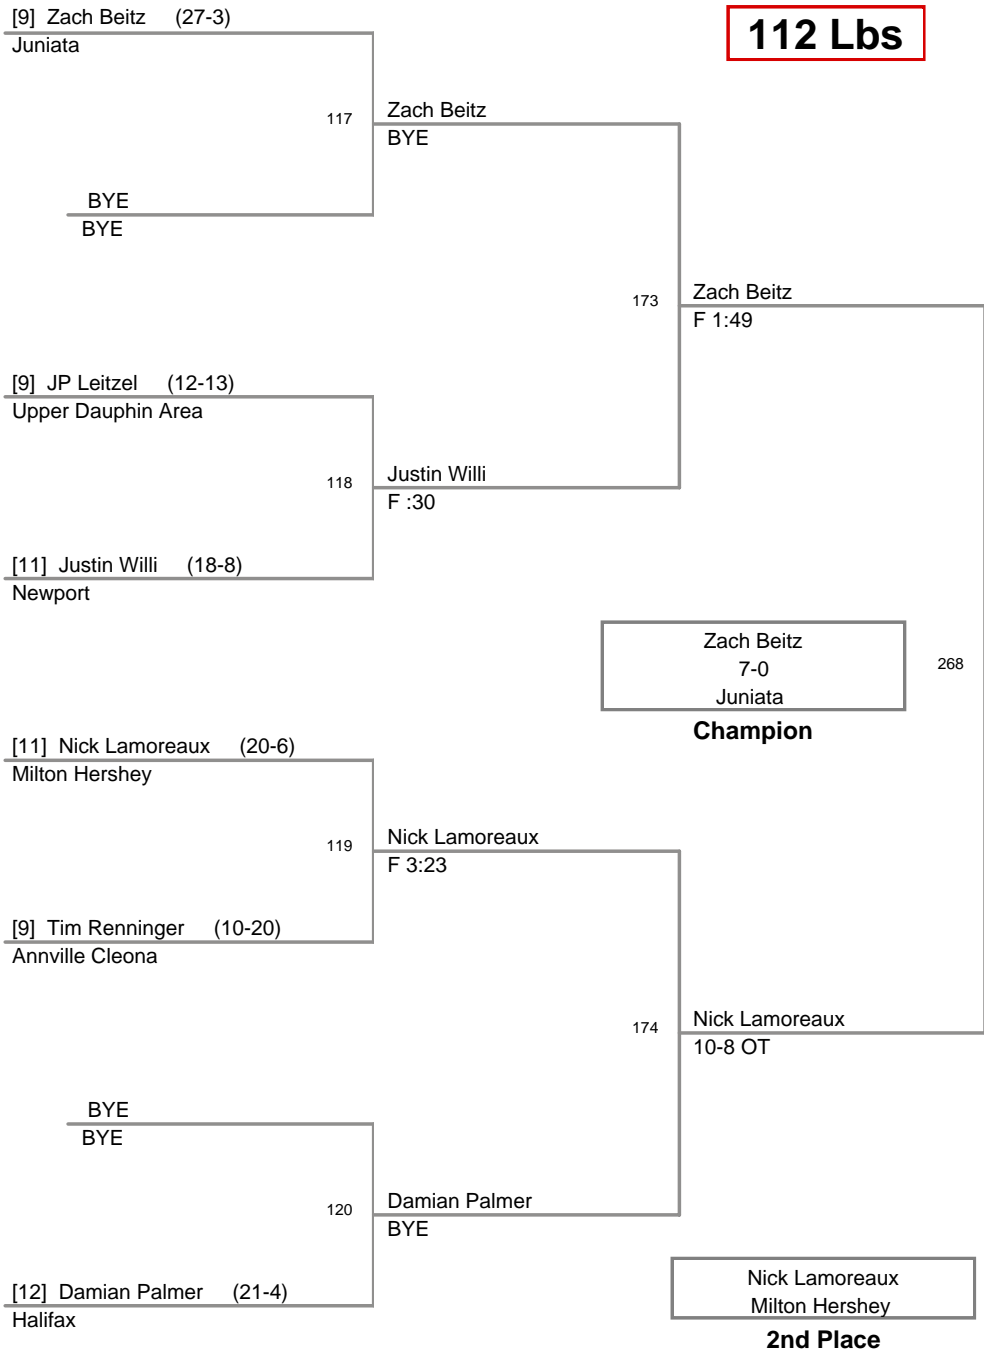 [9] Zach Beitz (27-3)
Juniata
112 Lbs
117
Zach Beitz
BYE
BYE
BYE
173
Zach Beitz
F 1:49
[9] JP Leitzel (12-13)
Upper Dauphin Area
118
Justin Willi
F :30
[11] Justin Willi (18-8)
Newport
Zach Beitz
7-0
Juniata
268
Champion
[11] Nick Lamoreaux (20-6)
Milton Hershey
119
Nick Lamoreaux
F 3:23
[9] Tim Renninger (10-20)
Annville Cleona
174
Nick Lamoreaux
10-8 OT
BYE
BYE
120
Damian Palmer
BYE
[12] Damian Palmer (21-4)
Halifax
Nick Lamoreaux
Milton Hershey
2nd Place